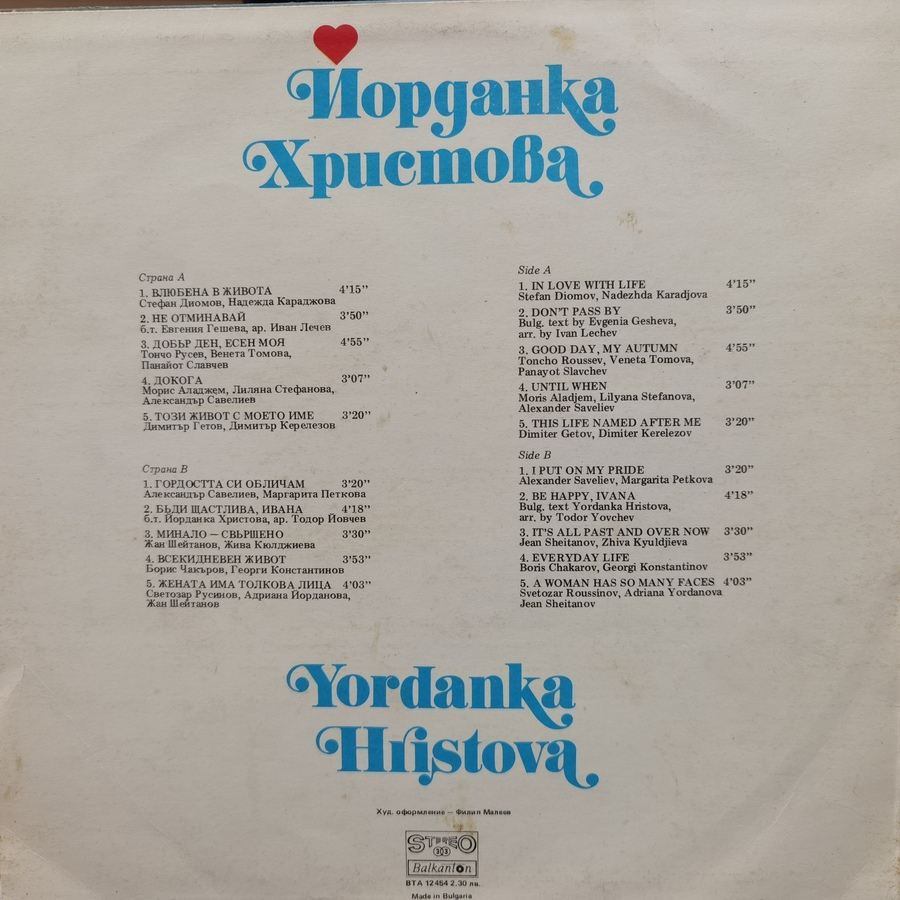 Йорданка
Христова
Страна А
1. ВЛЮБЕНА В ЖИВОТА 4’15”
Стефан Диомов, Надежда Караджова
2. НЕ ОТМИНАВАЙ 3’50”
б.т. Евгения Гешева, ар. Иван Лечев
3. ДОБЪР ДЕН, ЕСЕН МОЯ 4’55”
Тончо Русев, Венета Томова,
Панайот Славчев
4. ДОКОГА 3’07”
Морис Аладжем, Лиляна Стефанова,
Александър Савелиев
5. ТОЗИ ЖИВОТ С МОЕТО ИМЕ 3’20”
Димитър Гетов, Димитър Керелезов
Страна В
1. ГОРДОСТТА СИ ОБЛИЧАМ 3’20”
Александър Савелиев, Маргарита Петкова
2. БЪДИ ЩАСТЛИВА, ИВАНА 4’18”
б.т. Йорданка Христова, ар. Тодор Йовчев
3. МИНАЛО — СВЪРШЕНО 3’30”
Жан Шейтанов, Жива Кюлджиева
4. ВСЕКИДНЕВЕН ЖИВОТ 3’53”
Борис Чакъров, Георги Константинов
5. ЖЕНАТА ИМА ТОЛКОВА ЛИЦА 4’03”
Светозар Русинов, Адриана Йорданова,
Жан Шейтанов
Side A
1. IN LOVE WITH LIFE 4’15”
Stefan Diomov, Nadezhda Karadjova
2. DON’T PASS BY 3’50”
Bulg. text by Evgenia Gesheva,
arr. by Ivan Lechev
3. GOOD DAY, MY AUTUMN 4’55”
Toncho Roussev, Veneta Tomova,
Panayot Slavchev
4. UNTIL WHEN 3’07”
Moris Aladjem, Lilyana Stefanova,
Alexander Saveliev
5. THIS LIFE NAMED AFTER ME 3’20”
Dimiter Getov, Dimiter Kerelezov
Side B
1. I PUT ON MY PRIDE 3’20”
Alexander Saveliev, Margarita Petkova
2. BE HAPPY, IVANA 4’18”
Bulg. text Yordanka Hristova,
arr. by Todor Yovchev
3. IT’S ALL PAST AND OVER NOW 3’30”
Jean Sheitanov, Zhiva Kyuldjieva
4. EVERYDAY LIFE 3’53”
Boris Chakarov, Georgi Konstantinov
5. A WOMAN HAS SO MANY FACES 4’03”
Svetozar Roussinov, Adriana Yordanova
Jean Sheitanov
Yordanka
Hristova
Худ. оформление — Филип Малеев
STEREO
33
Balkanton
ВТА 12454 2.30 лв.
Made in Bulgaria